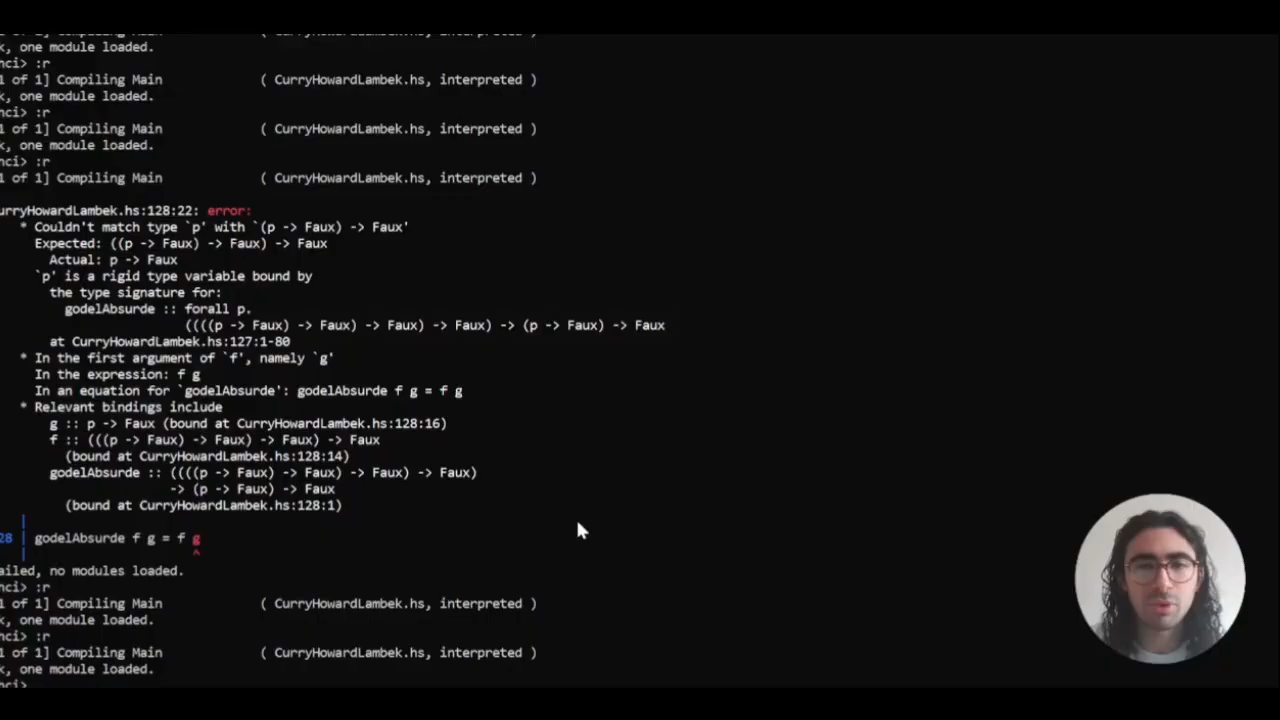 k, one module loaded.
nci> :r
1 of 1] Compiling Main ( CurryHowardLambek.hs, interpreted )
k, one module loaded.
nci> :r
1 of 1] Compiling Main ( CurryHowardLambek.hs, interpreted )
k, one module loaded.
nci> :r
1 of 1] Compiling Main ( CurryHowardLambek.hs, interpreted )
urryHowardLambek.hs:128:22: error:
* Couldn't match type `p' with `(p -> Faux) -> Faux'
Expected: ((p -> Faux) -> Faux) -> Faux
Actual: p -> Faux
`p' is a rigid type variable bound by
the type signature for:
godelAbsurde :: forall p.
((((p -> Faux) -> Faux) -> Faux) -> Faux) -> (p -> Faux) -> Faux
at CurryHowardLambek.hs:127:1-80
* In the first argument of `f', namely `g'
In the expression: f g
In an equation for `godelAbsurde': godelAbsurde f g = f g
* Relevant bindings include
g :: p -> Faux (bound at CurryHowardLambek.hs:128:16)
f :: (((p -> Faux) -> Faux) -> Faux) -> Faux
(bound at CurryHowardLambek.hs:128:14)
godelAbsurde :: ((((p -> Faux) -> Faux) -> Faux) -> Faux)
-> (p -> Faux) -> Faux
(bound at CurryHowardLambek.hs:128:1)
|
28 | godelAbsurde f g = f g
| ^
ailed, no modules loaded.
nci> :r
1 of 1] Compiling Main ( CurryHowardLambek.hs, interpreted )
k, one module loaded.
nci> :r
1 of 1] Compiling Main ( CurryHowardLambek.hs, interpreted )
k, one module loaded.
nci>